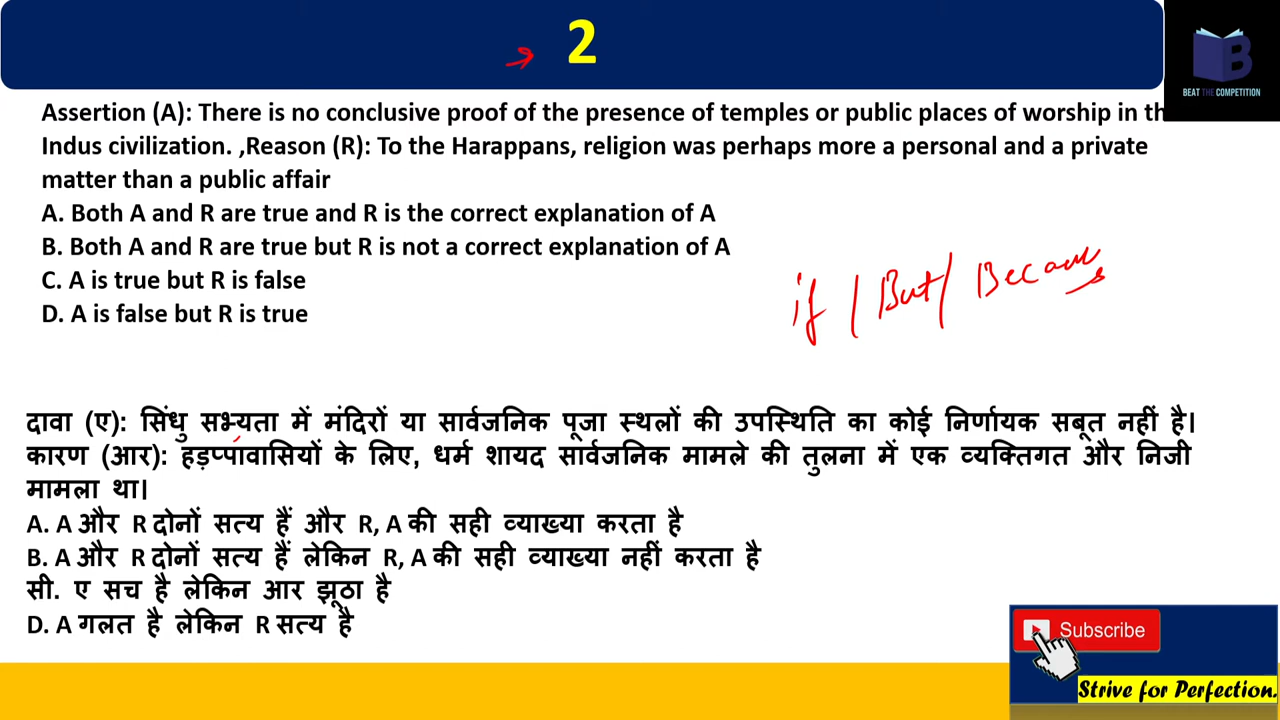 2
BEAT THE COMPETITION
Assertion (A): There is no conclusive proof of the presence of temples or public places of worship in th
Indus civilization. ,Reason (R): To the Harappans, religion was perhaps more a personal and a private
matter than a public affair
A. Both A and R are true and R is the correct explanation of A
B. Both A and R are true but R is not a correct explanation of A
C. A is true but R is false
D. A is false but R is true
if / But / Because
दावा (ए): सिंधु सभ्यता में मंदिरों या सार्वजनिक पूजा स्थलों की उपस्थिति का कोई निर्णायक सबूत नहीं है।
कारण (आर): हड़प्पावासियों के लिए, धर्म शायद सार्वजनिक मामले की तुलना में एक व्यक्तिगत और निजी
मामला था।
A. A और R दोनों सत्य हैं और R, A की सही व्याख्या करता है
B. A और R दोनों सत्य हैं लेकिन R, A की सही व्याख्या नहीं करता है
सी. ए सच है लेकिन आर झूठा है
D. A गलत है लेकिन R सत्य है
Subscribe
Strive for Perfection.